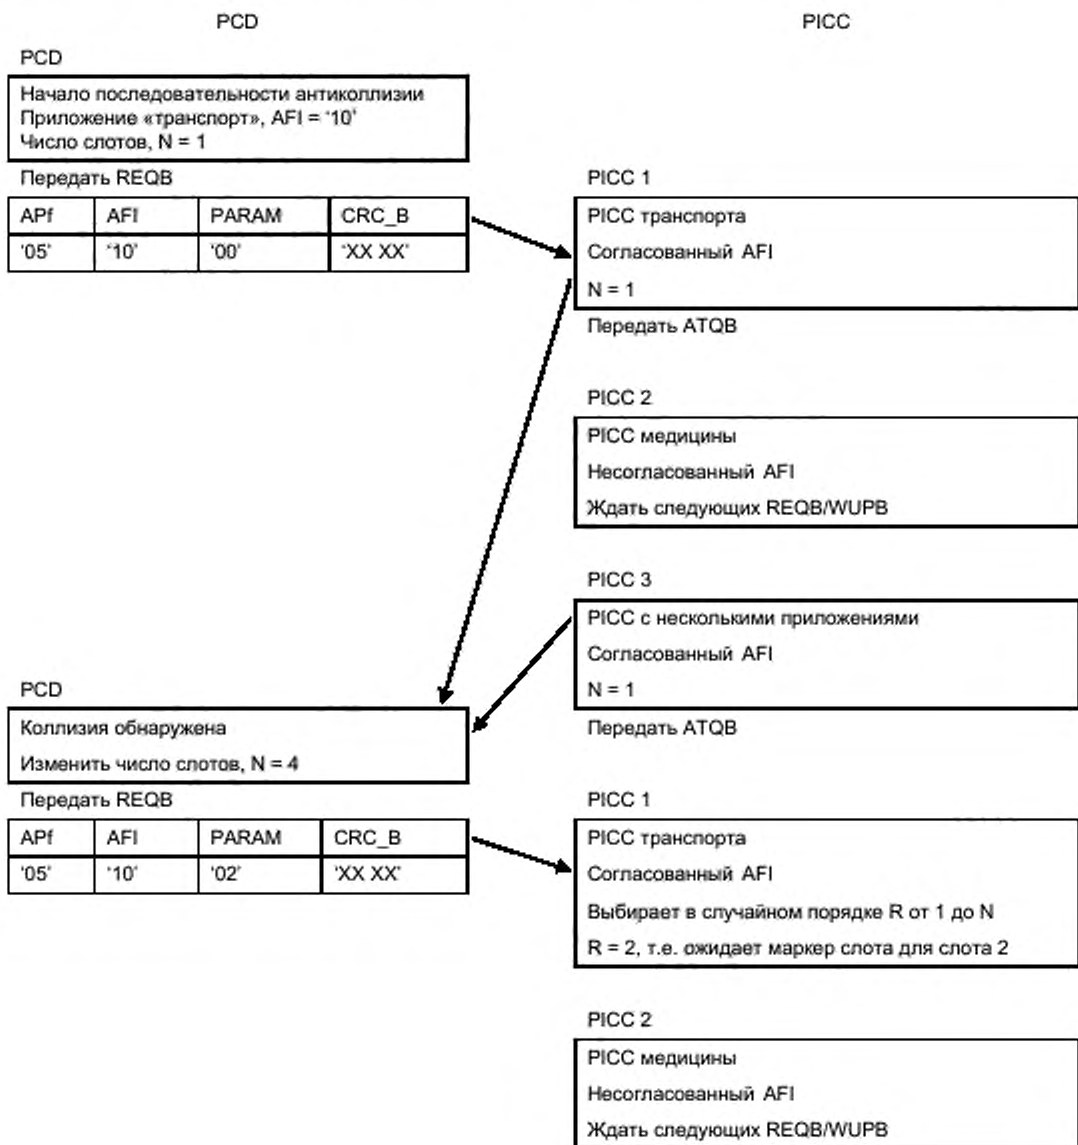 PCD
PICC
PCD
Начало последовательности антиколлизии
Приложение «транспорт», AFI = ‘10’
Число слотов, N = 1
Передать REQB
APf AFI PARAM CRC_B
‘05’ ‘10’ ‘00’ ‘XX XX’
PICC 1
PICC транспорта
Согласованный AFI
N = 1
Передать ATQB
PICC 2
PICC медицины
Несогласованный AFI
Ждать следующих REQB/WUPB
PICC 3
PICC с несколькими приложениями
Согласованный AFI
N = 1
Передать ATQB
PCD
Коллизия обнаружена
Изменить число слотов, N = 4
Передать REQB
APf AFI PARAM CRC_B
‘05’ ‘10’ ‘02’ ‘XX XX’
PICC 1
PICC транспорта
Согласованный AFI
Выбирает в случайном порядке R от 1 до N
R = 2, т.е. ожидает маркер слота для слота 2
PICC 2
PICC медицины
Несогласованный AFI
Ждать следующих REQB/WUPB